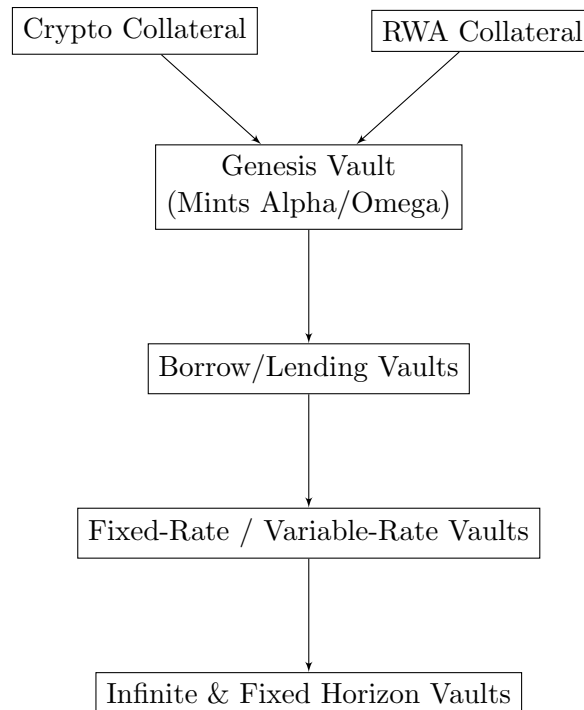 Crypto Collateral
RWA Collateral
Genesis Vault
(Mints Alpha/Omega)
Borrow/Lending Vaults
Fixed-Rate / Variable-Rate Vaults
Infinite & Fixed Horizon Vaults